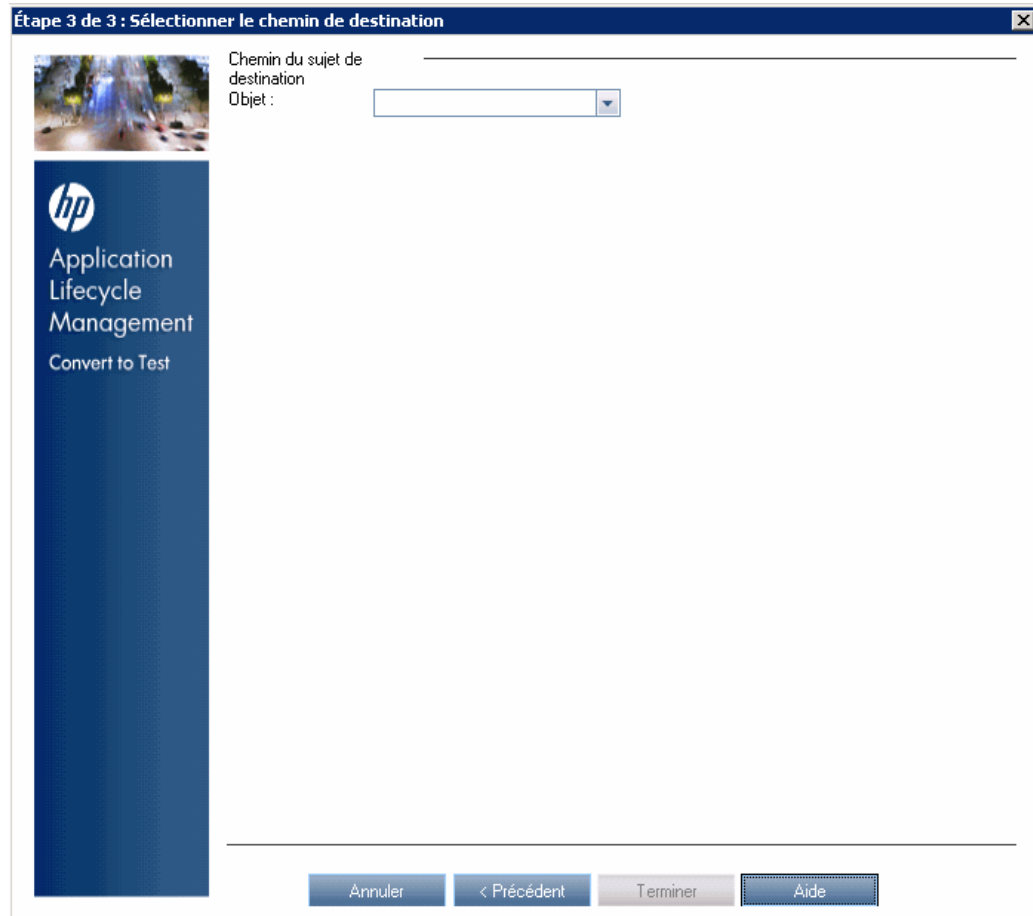 Étape 3 de 3 : Sélectionner le chemin de destination
Chemin du sujet de
destination
Objet :
hp
Application
Lifecycle
Management
Convert to Test
Annuler
< Précédent
Terminer
Aide